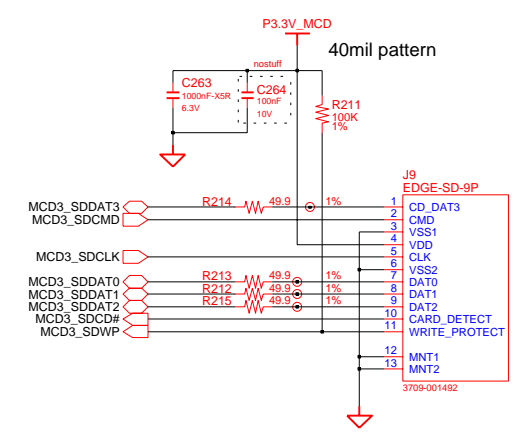 P3.3V_MCD
40mil pattern
nostuff
C263
1000nF-X5R
6.3V
C264
100nF
10V
R211
100K
1%
J9
EDGE-SD-9P
MCD3_SDDAT3 R214 49.9 1% 1 CD_DAT3
MCD3_SDCMD 2 CMD
3 VSS1
4 VDD
MCD3_SDCLK 5 CLK
6 VSS2
MCD3_SDDAT0 R213 49.9 1% 7 DAT0
MCD3_SDDAT1 R212 49.9 1% 8 DAT1
MCD3_SDDAT2 R215 49.9 1% 9 DAT2
MCD3_SDCD# 10 CARD_DETECT
MCD3_SDWP 11 WRITE_PROTECT
12 MNT1
13 MNT2
3709-001492